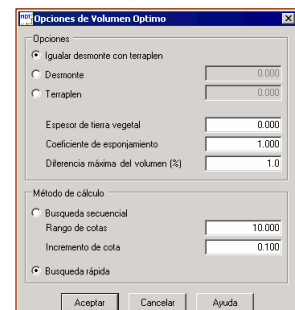 MDT Opciones de Volumen Optimo
Opciones
Igualar desmonte con terraplen
Desmonte 0.000
Terraplen 0.000
Espesor de tierra vegetal 0.000
Coeficiente de esponjamiento 1.000
Diferencia máxima del volumen (%) 1.0
Método de cálculo
Busqueda secuencial
Rango de cotas 10.000
Incremento de cota 0.100
Busqueda rápida
Aceptar Cancelar Ayuda